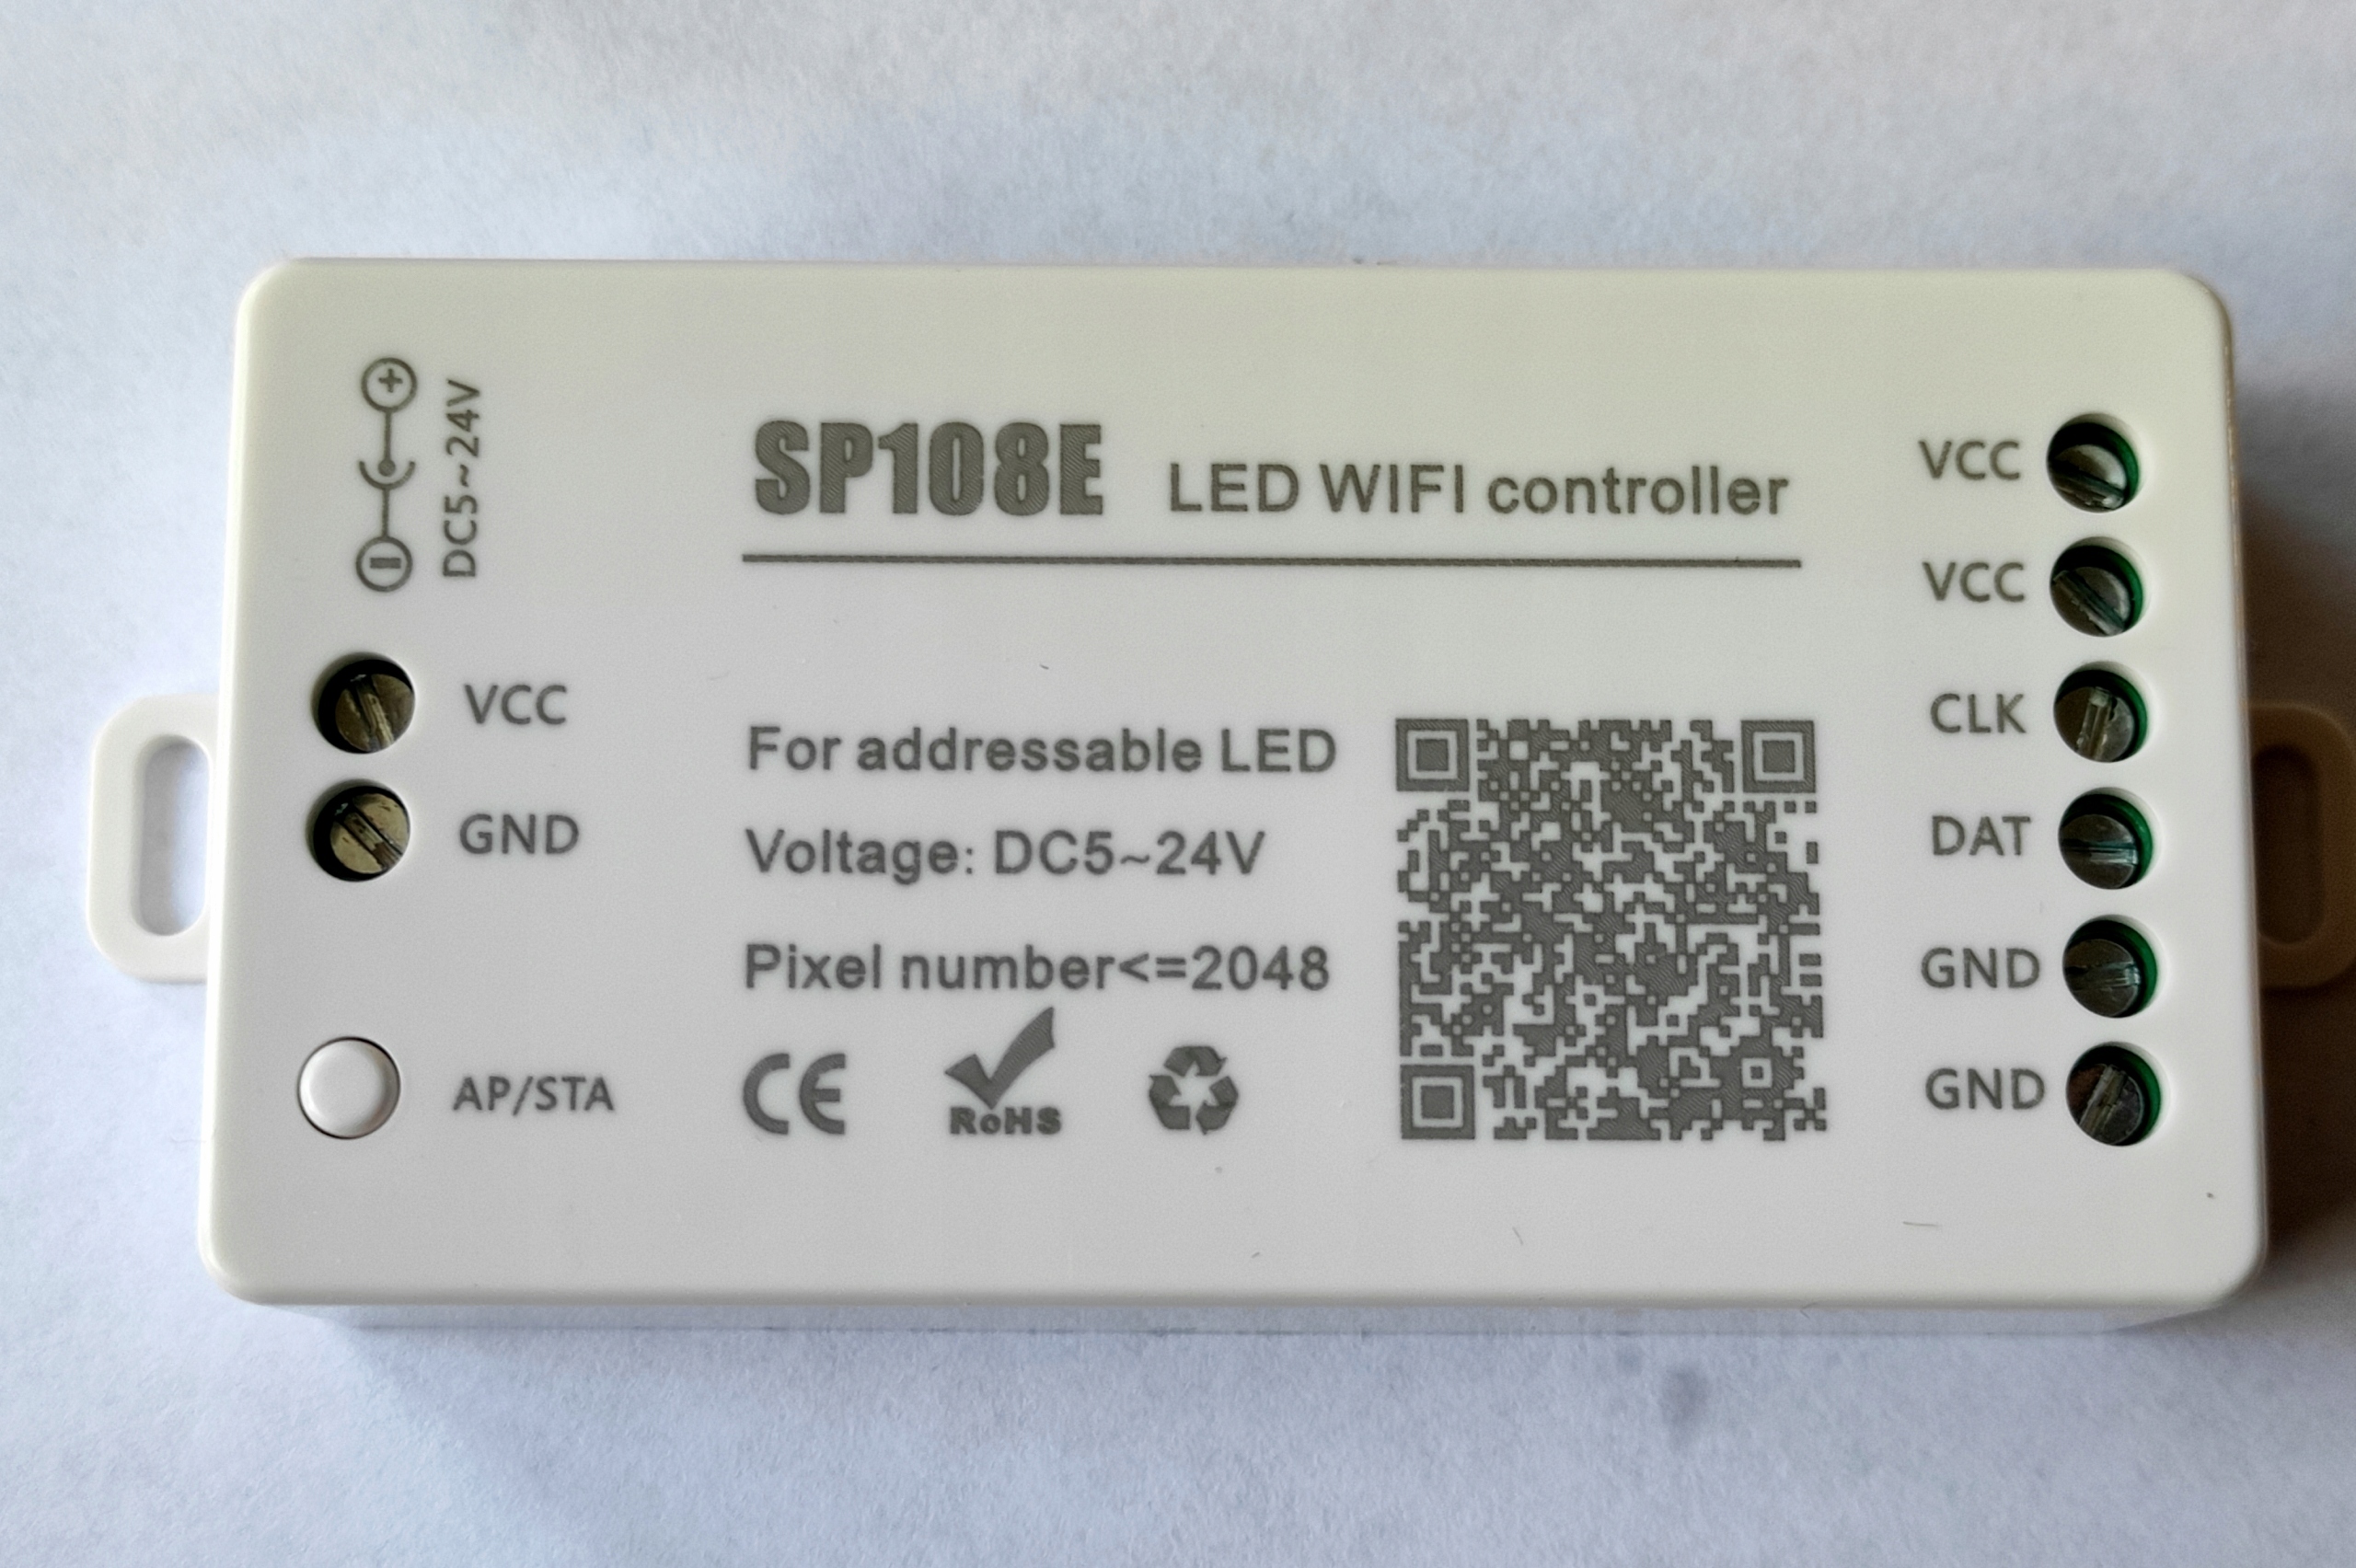 DC5~24V
SP108E LED WIFI controller
VCC
GND
AP/STA
For addressable LED
Voltage: DC5~24V
Pixel number<=2048
CE
RoHS
VCC
VCC
CLK
DAT
GND
GND